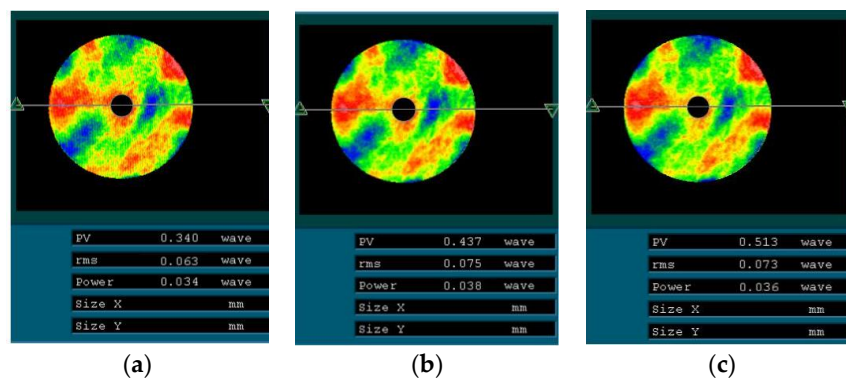 PV 0.340 wave
rms 0.063 wave
Power 0.034 wave
Size X mm
Size Y mm
(a)
PV 0.437 wave
rms 0.075 wave
Power 0.038 wave
Size X mm
Size Y mm
(b)
PV 0.513 wave
rms 0.073 wave
Power 0.036 wave
Size X mm
Size Y mm
(c)